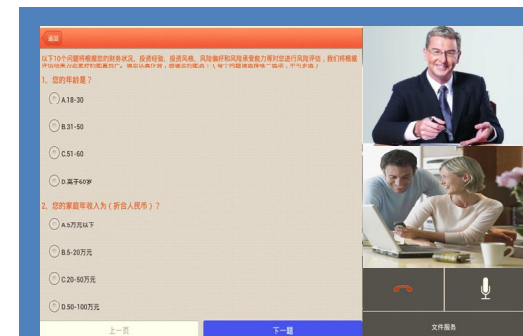 返回
以下10个问题将根据您的财务状况、投资经验、投资风格、风险偏好和风险承受能力等对您进行风险评估，我们将根据
1、您的年龄是？
A.18-30
B.31-50
C.51-60
D.高于60岁
2、您的家庭年收入为（折合人民币）？
A.5万元以下
B.5-20万元
C.20-50万元
D.50-100万元
上一页
下一题
文件服务